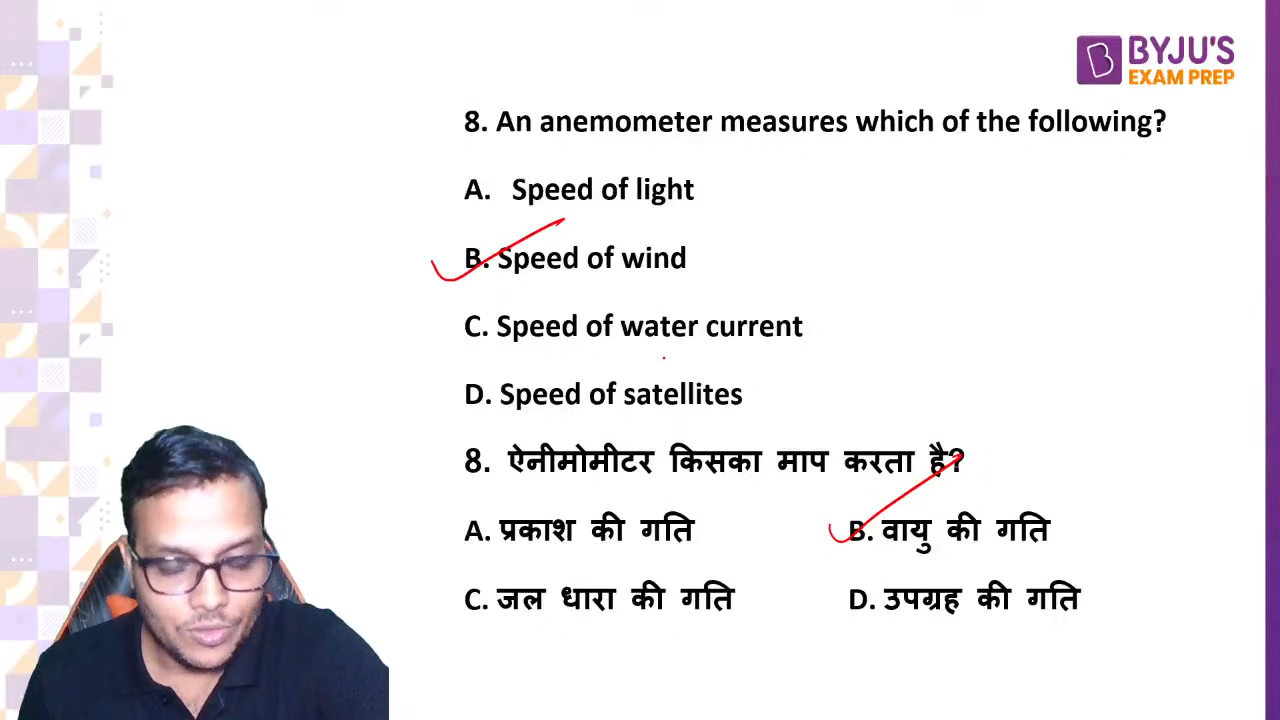 BYJU'S
EXAM PREP
8. An anemometer measures which of the following?
A. Speed of light
B. Speed of wind
C. Speed of water current
D. Speed of satellites
8. ऐनीमोमीटर किसका माप करता है?
A. प्रकाश की गति B. वायु की गति
C. जल धारा की गति D. उपग्रह की गति